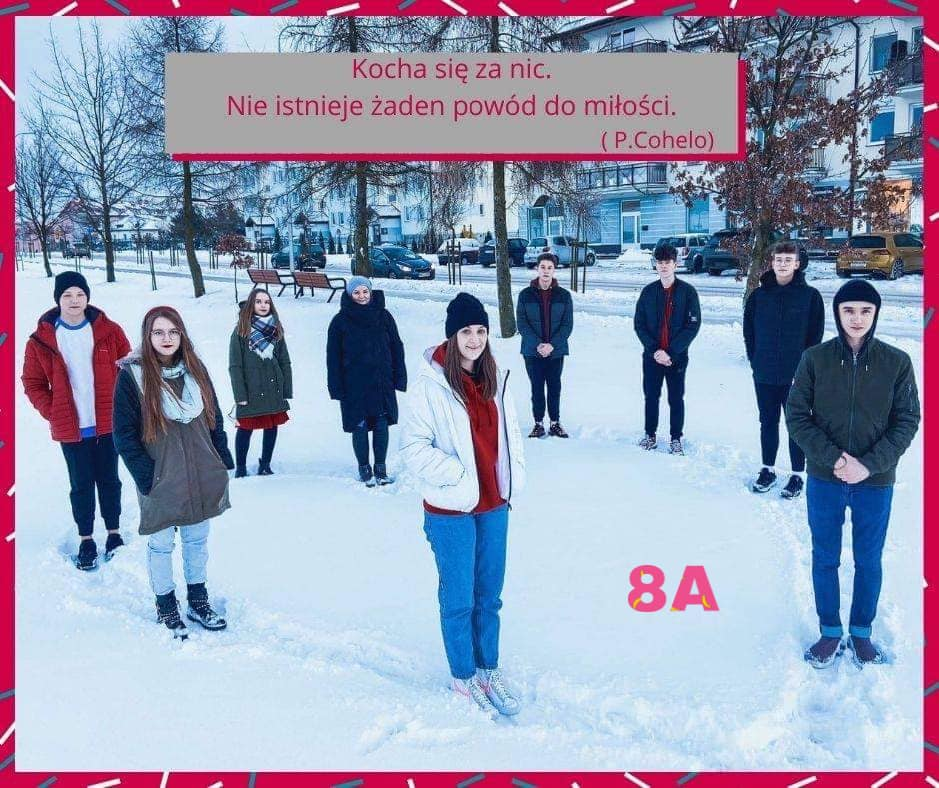 Kocha się za nic.
Nie istnieje żaden powód do miłości.
( P.Cohelo)
8A